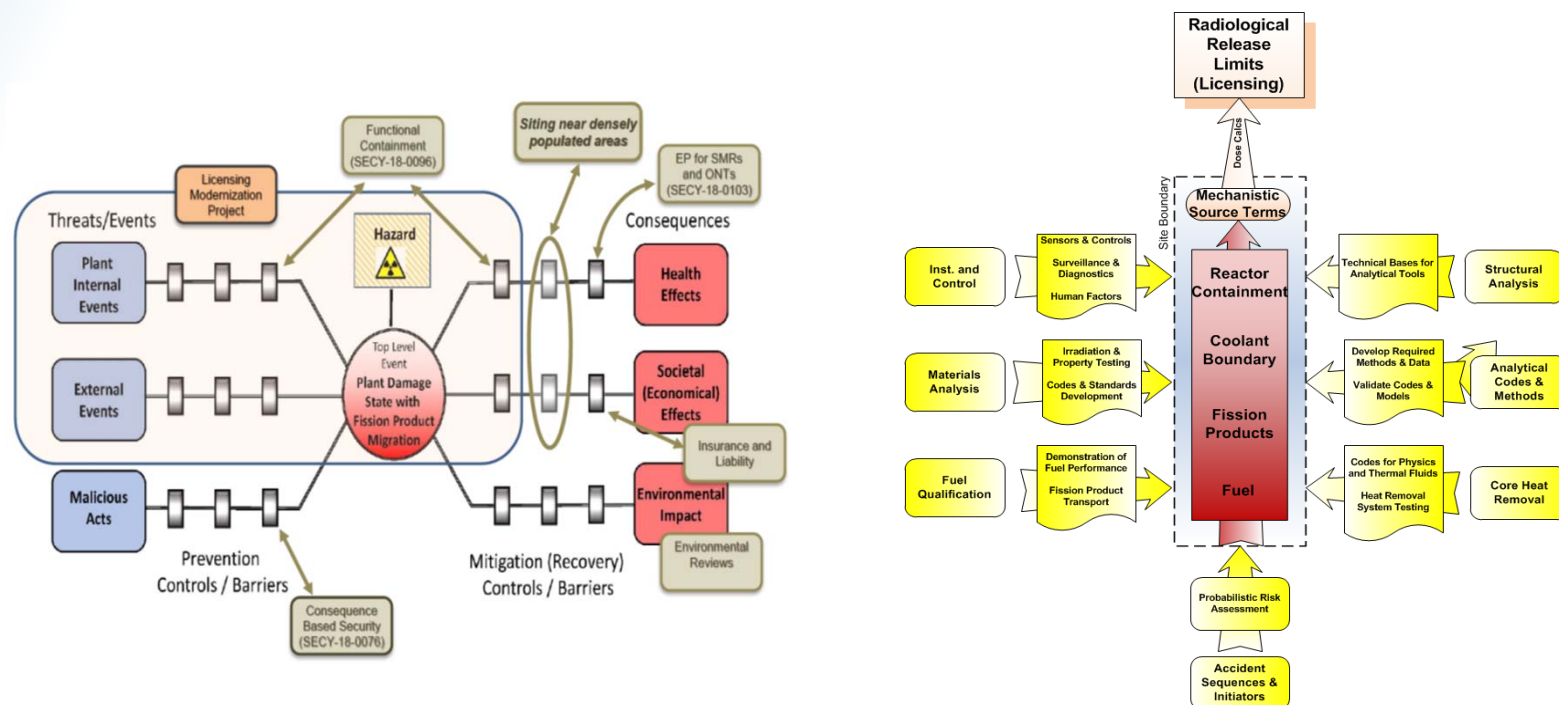 Functional
Containment
(SECY-18-0096)
Siting near densely
populated areas
EP for SMRs
and ONTs
(SECY-18-0103)
Licensing
Modernization
Project
Threats/Events
Hazard
Consequences
Plant
Internal
Events
Health
Effects
Top Level
Event
Plant Damage
State with
Fission Product
Migration
External
Events
Societal
(Economical)
Effects
Insurance and
Liability
Malicious
Acts
Environmental
Impact
Environmental
Reviews
Prevention
Controls / Barriers
Mitigation (Recovery)
Controls / Barriers
Consequence
Based Security
(SECY-18-0076)
Radiological
Release
Limits
(Licensing)
Dose Calcs
Site Boundary
Mechanistic
Source Terms
Inst. and
Control
Sensors & Controls
Surveillance &
Diagnostics
Human Factors
Reactor
Containment
Technical Bases for
Analytical Tools
Structural
Analysis
Materials
Analysis
Irradiation &
Property Testing
Codes & Standards
Development
Coolant
Boundary
Develop Required
Methods & Data
Validate Codes &
Models
Analytical
Codes &
Methods
Fission
Products
Fuel
Qualification
Demonstration of
Fuel Performance
Fission Product
Transport
Fuel
Codes for Physics
and Thermal Fluids
Heat Removal
System Testing
Core Heat
Removal
Probabilistic Risk
Assessment
Accident
Sequences &
Initiators